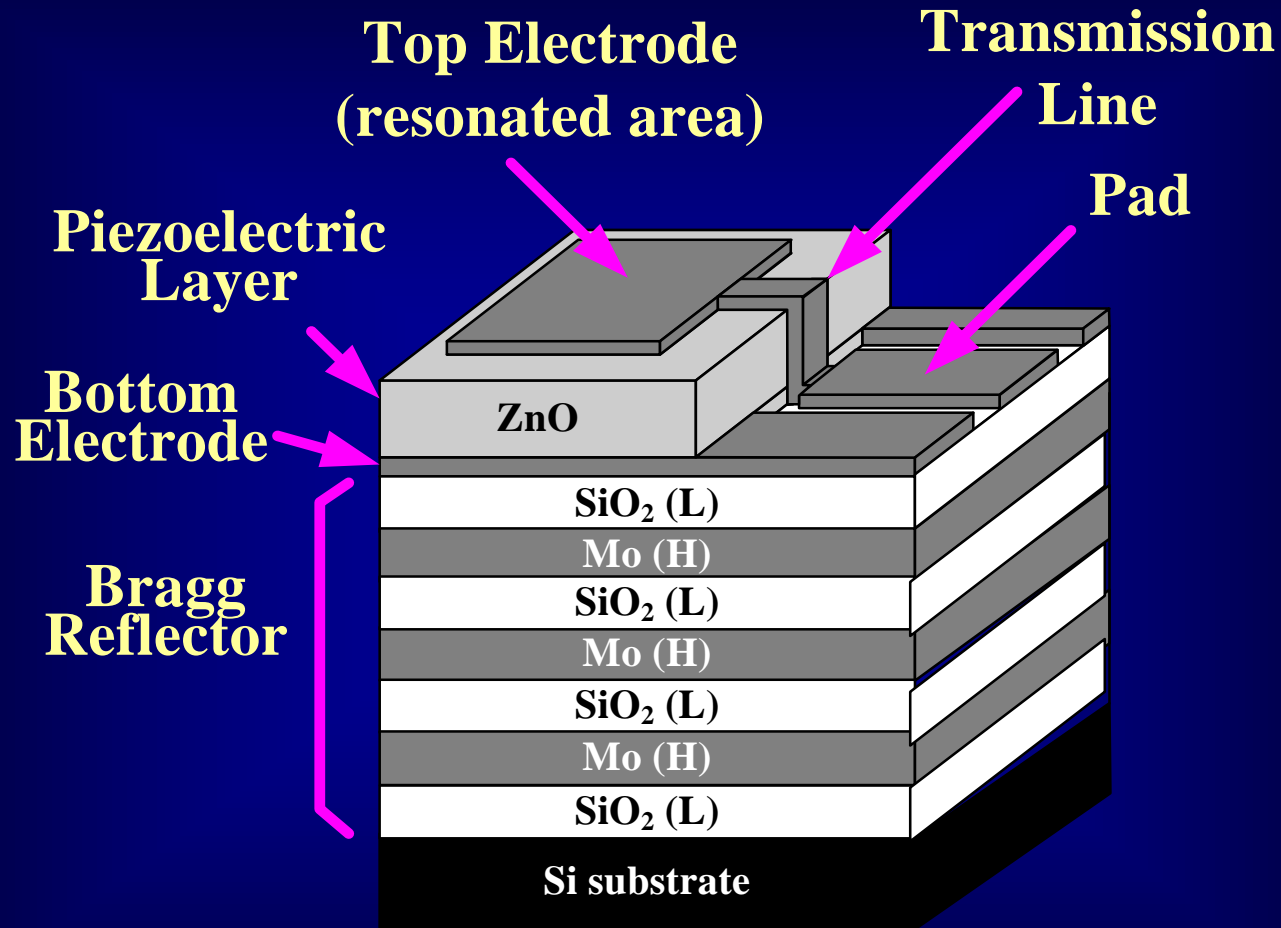 Top Electrode
(resonated area)
Transmission
Line
Pad
Piezoelectric
Layer
Bottom
Electrode
Bragg
Reflector
ZnO
SiO₂ (L)
Mo (H)
SiO₂ (L)
Mo (H)
SiO₂ (L)
Mo (H)
SiO₂ (L)
Si substrate